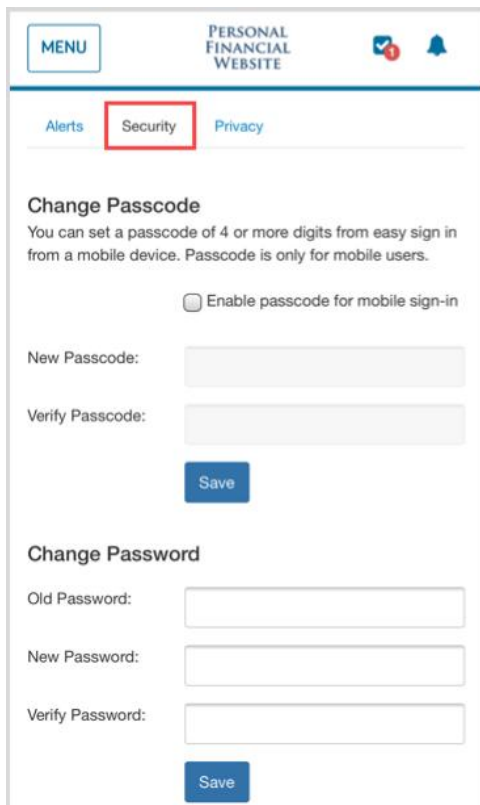 MENU
PERSONAL
FINANCIAL
WEBSITE
1
Alerts Security Privacy
Change Passcode
You can set a passcode of 4 or more digits from easy sign in
from a mobile device. Passcode is only for mobile users.
Enable passcode for mobile sign-in
New Passcode:
Verify Passcode:
Save
Change Password
Old Password:
New Password:
Verify Password:
Save